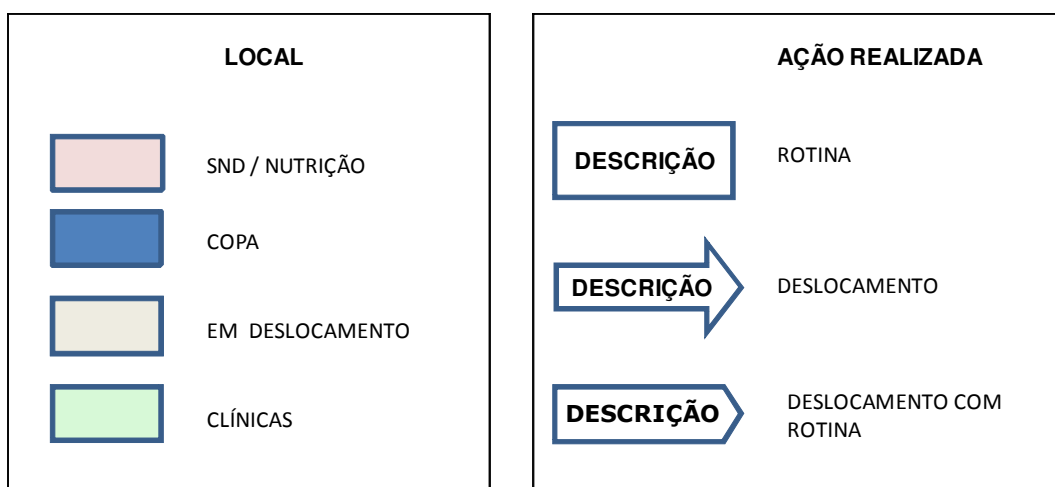 LOCAL
SND / NUTRIÇÃO
COPA
EM DESLOCAMENTO
CLÍNICAS
AÇÃO REALIZADA
DESCRIÇÃO
ROTINA
DESCRIÇÃO
DESLOCAMENTO
DESCRIÇÃO
DESLOCAMENTO COM
ROTINA